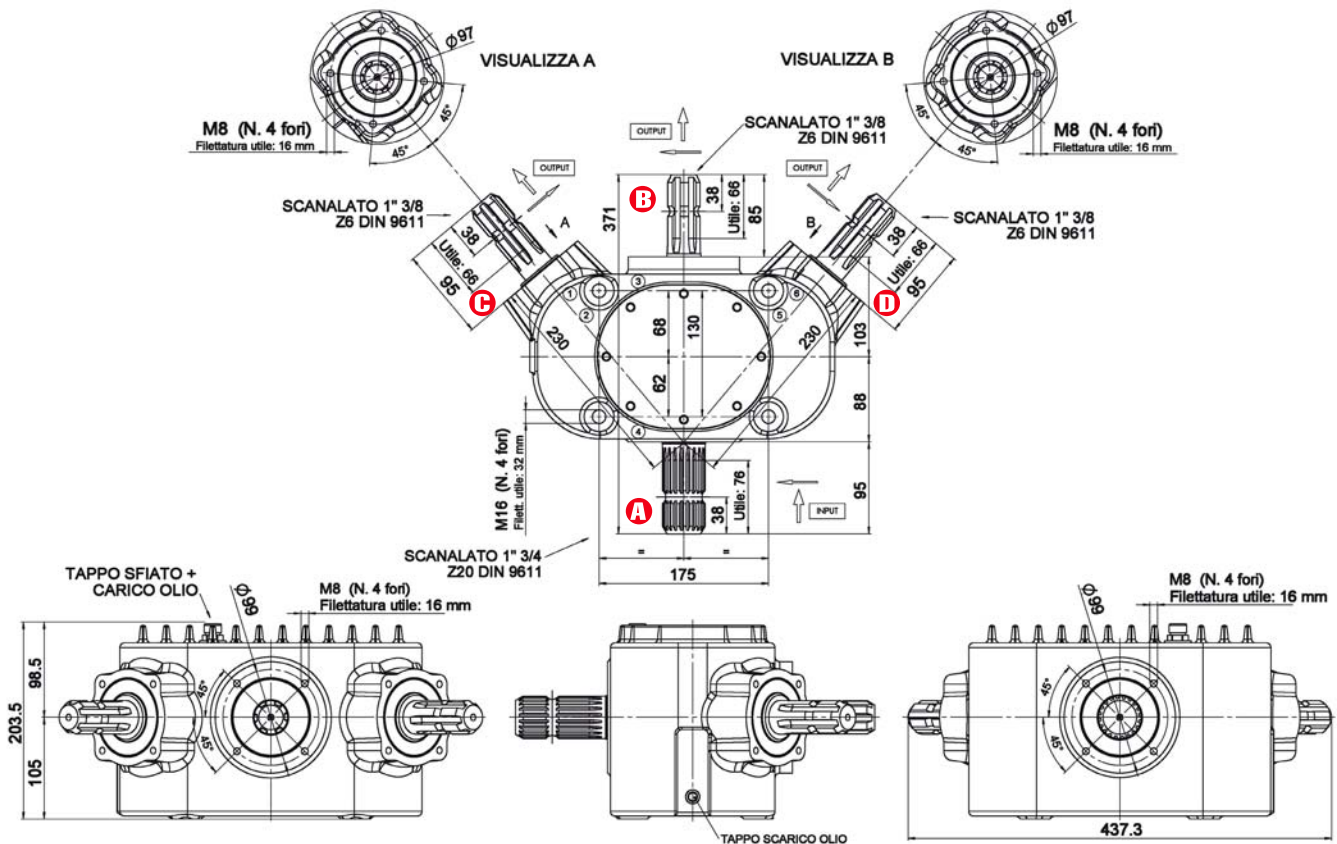 Ø97
VISUALIZZA A
VISUALIZZA B
Ø97
45°
45°
M8 (N. 4 fori)
Filettatura utile: 16 mm
OUTPUT
SCANALATO 1" 3/8
Z6 DIN 9611
45°
45°
M8 (N. 4 fori)
Filettatura utile: 16 mm
OUTPUT
OUTPUT
SCANALATO 1" 3/8
Z6 DIN 9611
38
Utile: 66
95
A
C
B
371
38
Utile: 66
85
B
SCANALATO 1" 3/8
Z6 DIN 9611
38
Utile: 66
95
D
1
2
3
6
5
4
230
230
68
130
62
103
88
95
M16 (N. 4 fori)
Filett. utile: 32 mm
A
38
Utile: 76
INPUT
SCANALATO 1" 3/4
Z20 DIN 9611
=
=
175
TAPPO SFIATO +
CARICO OLIO
Ø99
M8 (N. 4 fori)
Filettatura utile: 16 mm
45°
45°
98.5
203.5
105
TAPPO SCARICO OLIO
Ø99
M8 (N. 4 fori)
Filettatura utile: 16 mm
45°
45°
437.3